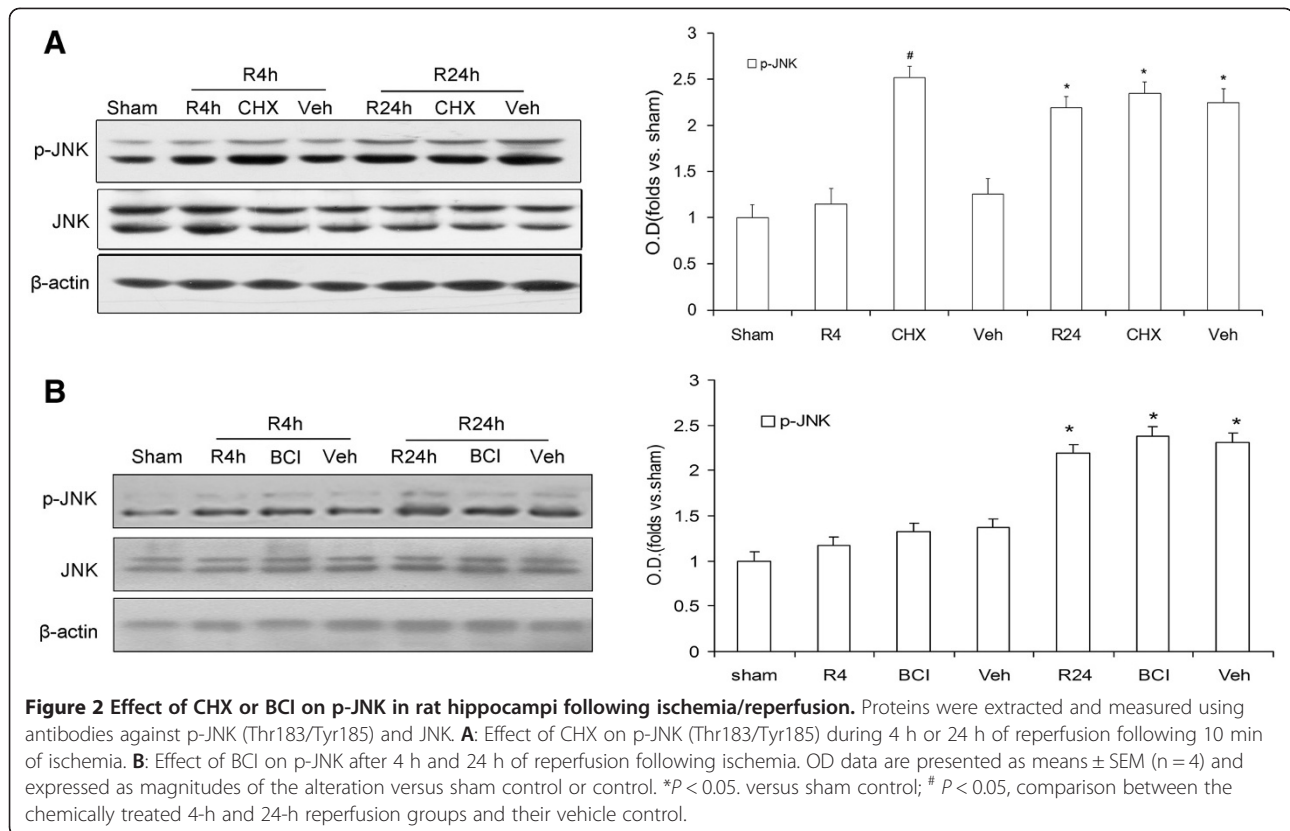 A
R4h R24h
Sham R4h CHX Veh R24h CHX Veh
p-JNK
JNK
β-actin
3
2.5
2
1.5
1
0.5
0
O.D(folds vs. sham)
p-JNK
#
* * *
Sham R4 CHX Veh R24 CHX Veh
B
R4h R24h
Sham R4h BCI Veh R24h BCI Veh
p-JNK
JNK
β-actin
3
2.5
2
1.5
1
0.5
0
O.D.(folds vs.sham)
p-JNK
* * *
sham R4 BCI Veh R24 BCI Veh
Figure 2 Effect of CHX or BCI on p-JNK in rat hippocampi following ischemia/reperfusion. Proteins were extracted and measured using
antibodies against p-JNK (Thr183/Tyr185) and JNK. A: Effect of CHX on p-JNK (Thr183/Tyr185) during 4 h or 24 h of reperfusion following 10 min
of ischemia. B: Effect of BCI on p-JNK after 4 h and 24 h of reperfusion following ischemia. OD data are presented as means ± SEM (n = 4) and
expressed as magnitudes of the alteration versus sham control or control. *P < 0.05. versus sham control; # P < 0.05, comparison between the
chemically treated 4-h and 24-h reperfusion groups and their vehicle control.